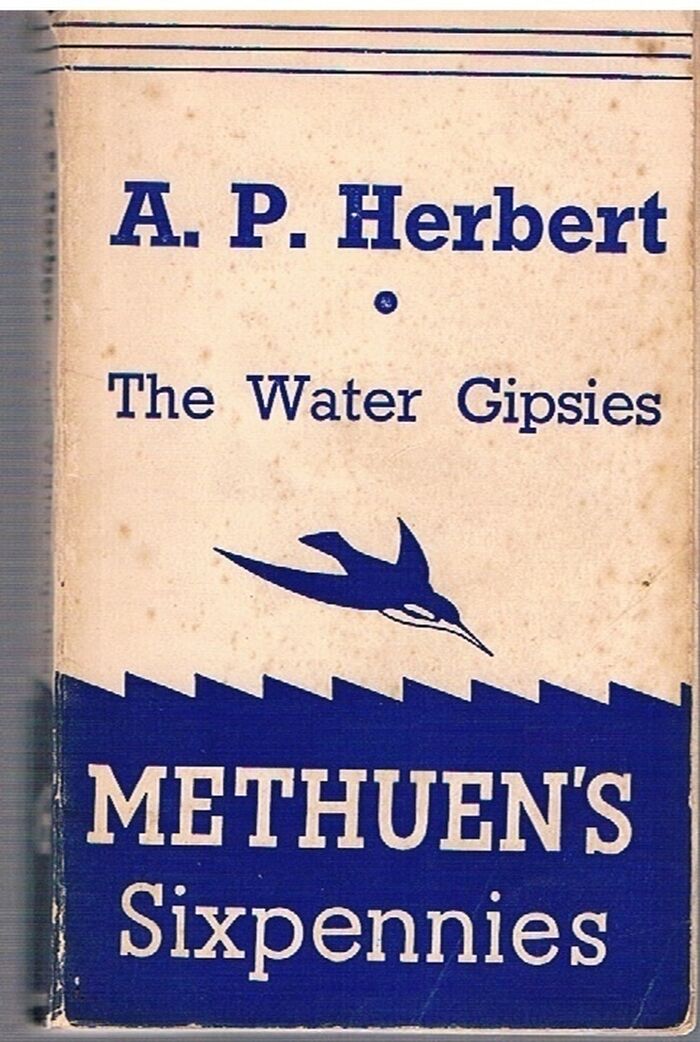 A. P. Herbert
The Water Gipsies
METHUEN'S
Sixpennies